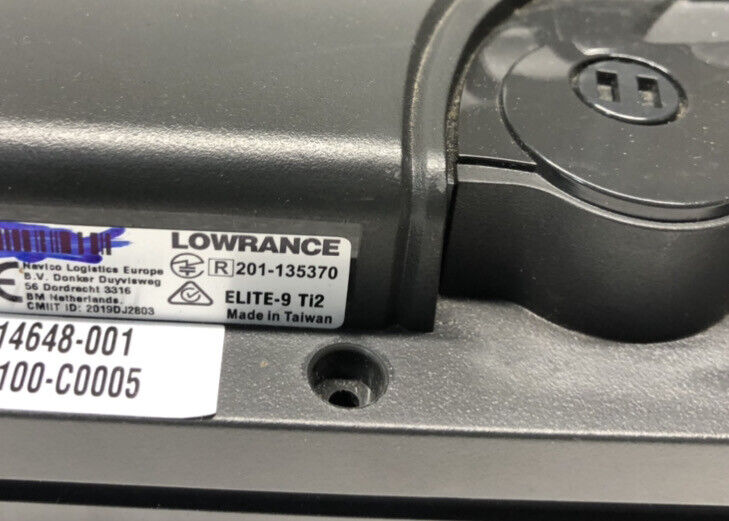 LOWRANCE
R 201-135370
Navico Logistics Europe
B.V. Donker Duyvisweg
56 Dordrecht 3316
BM Netherlands.
CMIIT ID: 2019DJ2803
CE
ELITE-9 Ti2
Made in Taiwan
14648-001
100-C0005